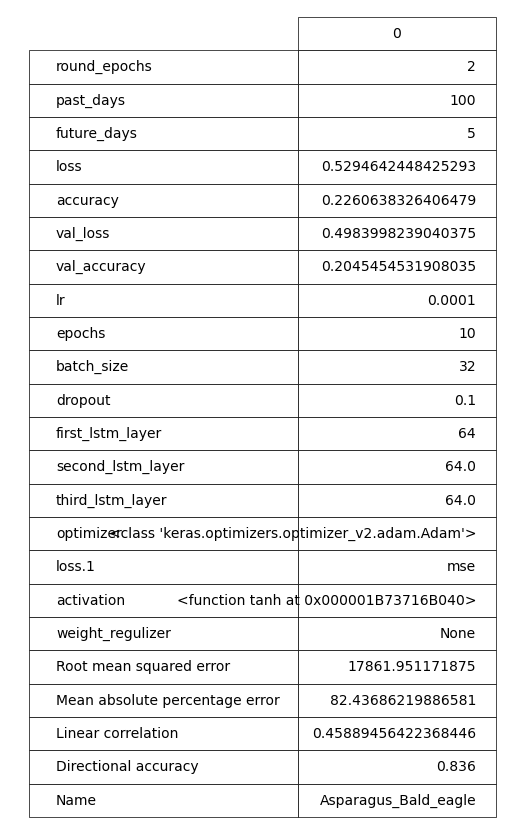 0
round_epochs 2
past_days 100
future_days 5
loss 0.5294642448425293
accuracy 0.2260638326406479
val_loss 0.4983998239040375
val_accuracy 0.2045454531908035
lr 0.0001
epochs 10
batch_size 32
dropout 0.1
first_lstm_layer 64
second_lstm_layer 64.0
third_lstm_layer 64.0
optimizer <class 'keras.optimizers.optimizer_v2.adam.Adam'>
loss.1 mse
activation <function tanh at 0x000001B73716B040>
weight_regulizer None
Root mean squared error 17861.951171875
Mean absolute percentage error 82.43686219886581
Linear correlation 0.45889456422368446
Directional accuracy 0.836
Name Asparagus_Bald_eagle